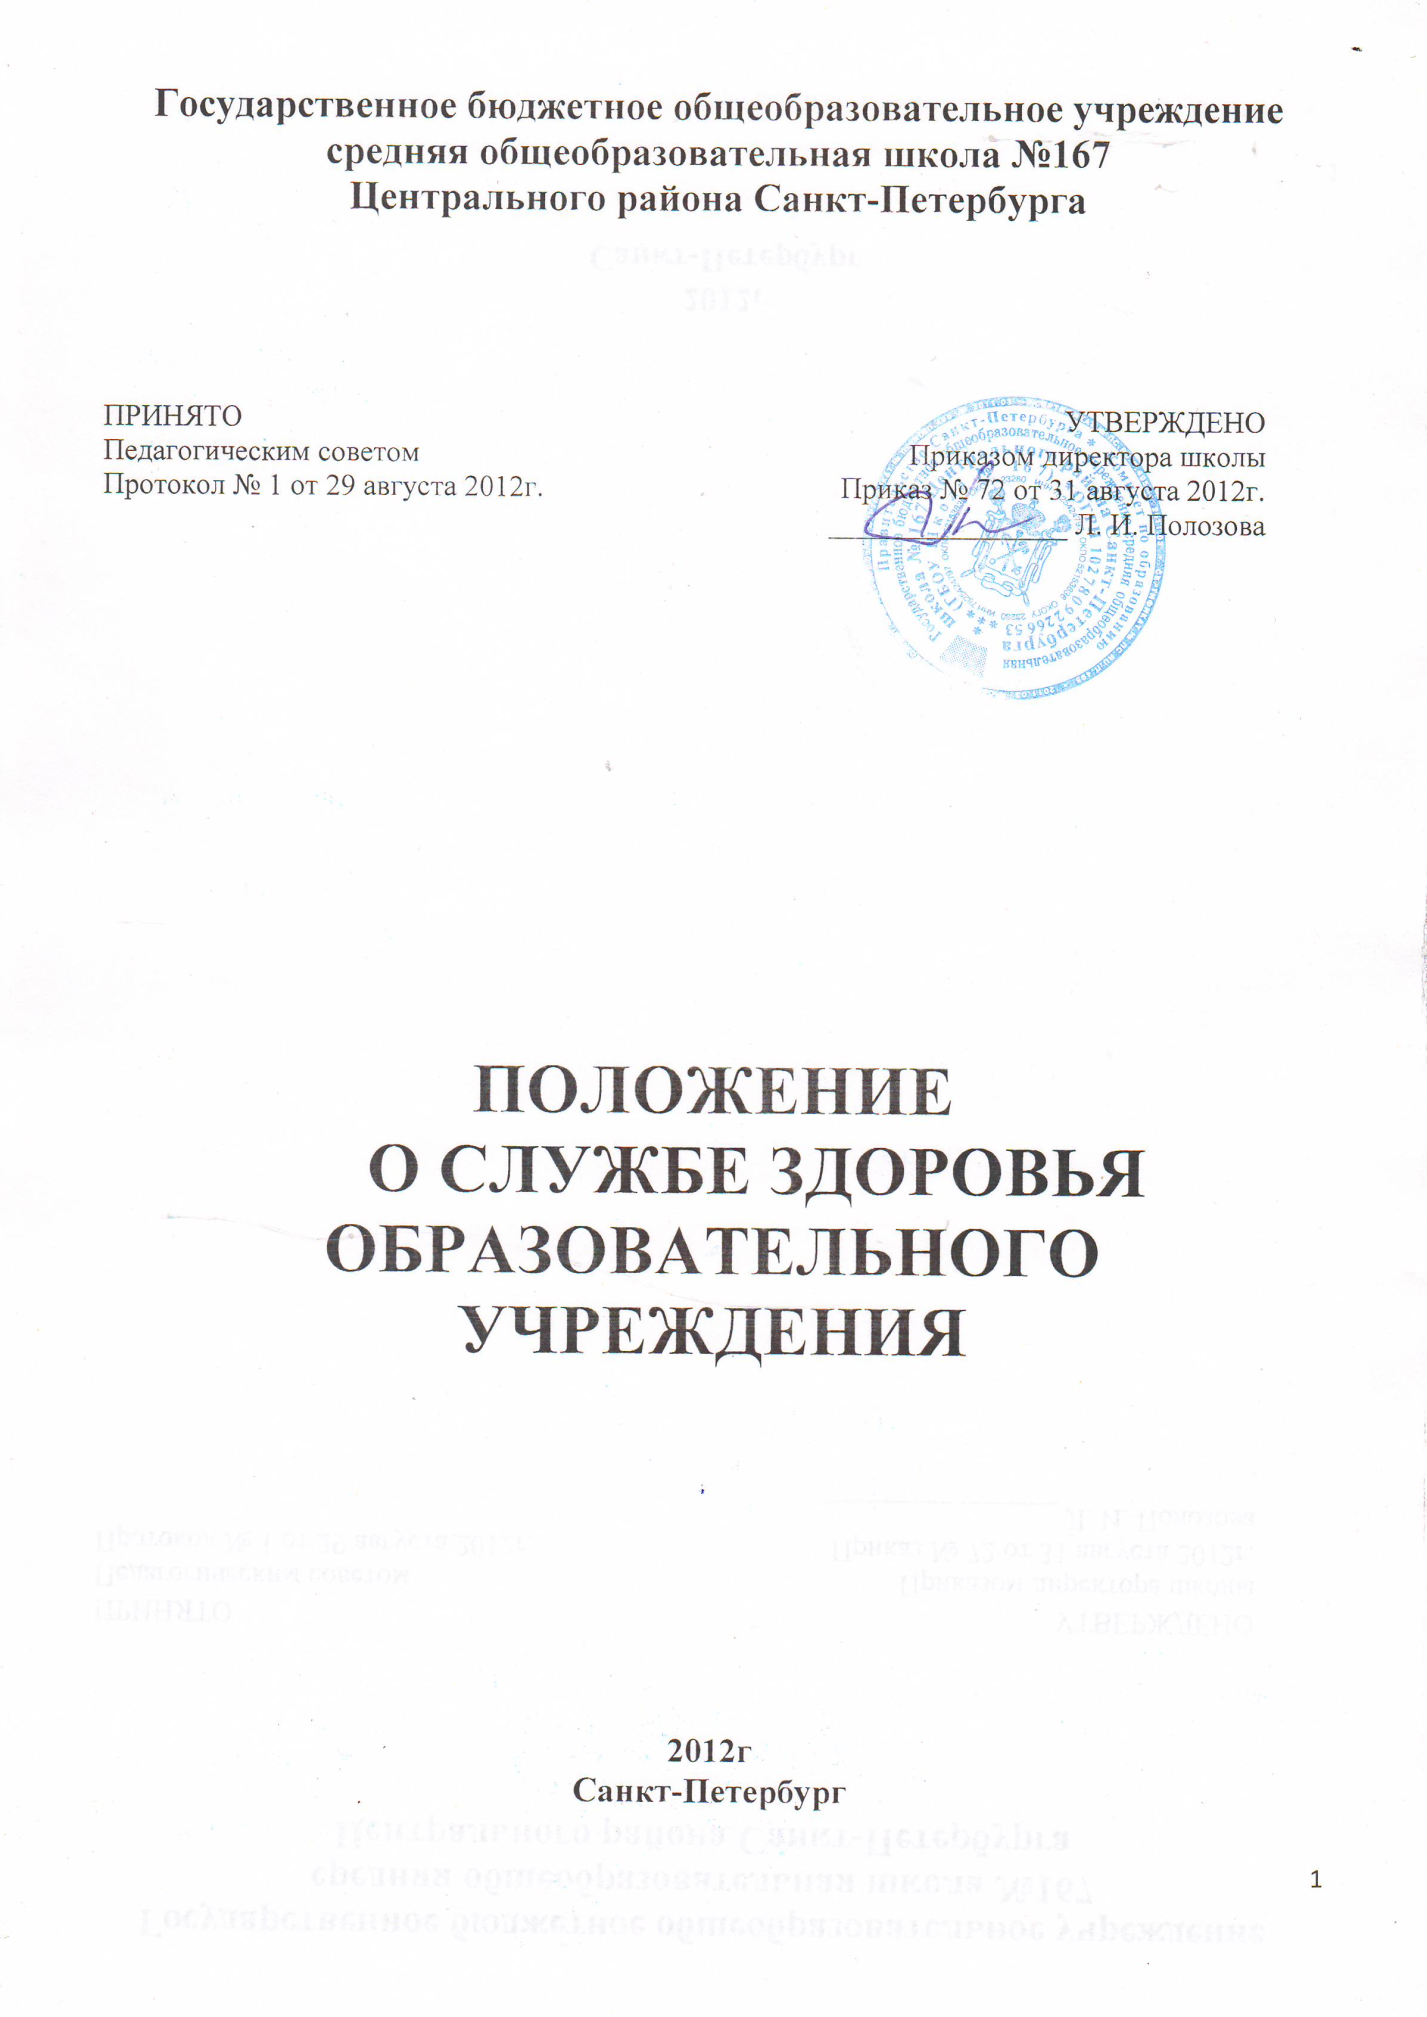 Государственное бюджетное общеобразовательное учреждение
средняя общеобразовательная школа №167
Центрального района Санкт-Петербурга
ПРИНЯТО
Педагогическим советом
Протокол № 1 от 29 августа 2012г.
УТВЕРЖДЕНО
Приказом директора школы
Приказ № 72 от 31 августа 2012г.
Л. И. Полозова
ПОЛОЖЕНИЕ
О СЛУЖБЕ ЗДОРОВЬЯ
ОБРАЗОВАТЕЛЬНОГО
УЧРЕЖДЕНИЯ
2012г
Санкт-Петербург
1